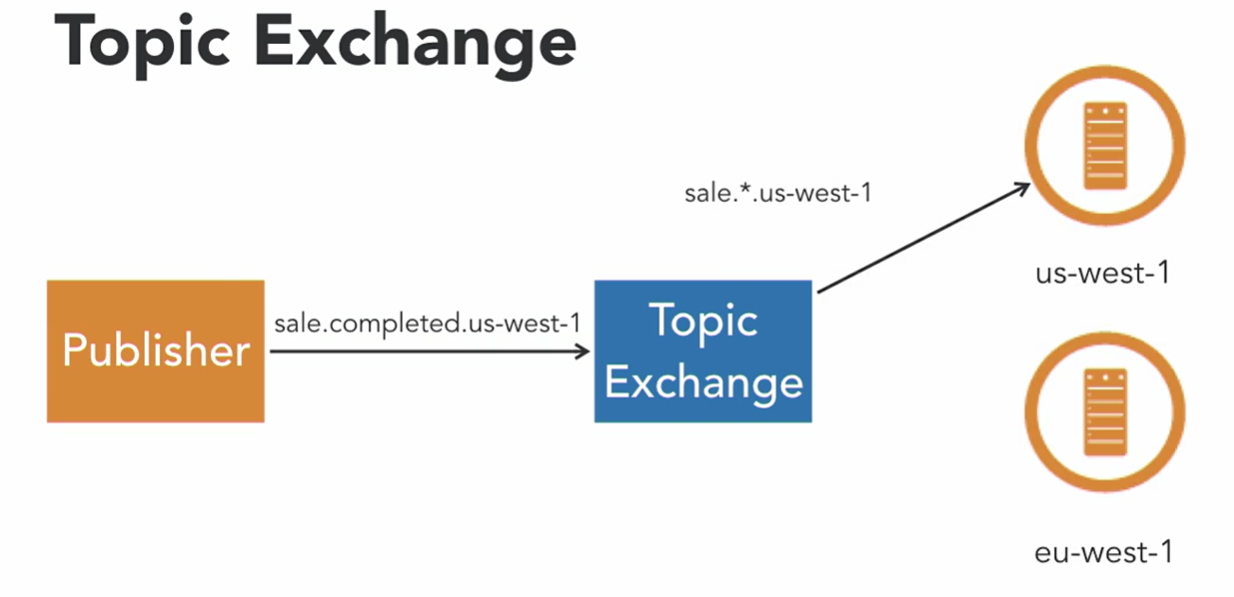 Topic Exchange
sale.*.us-west-1
us-west-1
Publisher
sale.completed.us-west-1
Topic
Exchange
eu-west-1